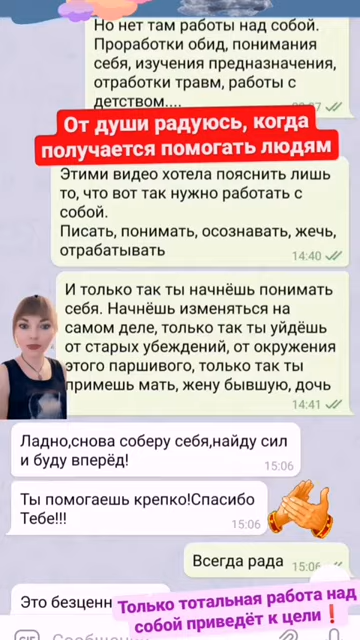 Но нет там работы над собой.
Проработки обид, понимания
себя, изучения предназначения,
отработки травм, работы с
детством....
От души радуюсь, когда
получается помогать людям
Этими видео хотела пояснить лишь
то, что вот так нужно работать с
собой.
Писать, понимать, осознавать, жечь,
отрабатывать
14:40
И только так ты начнёшь понимать
себя. Начнёшь изменяться на
самом деле, только так ты уйдёшь
от старых убеждений, от окружения
этого паршивого, только так ты
примешь мать, жену бывшую, дочь
14:41
Ладно,снова соберу себя,найду сил
и буду вперёд!
15:06
Ты помогаешь крепко!Спасибо
Тебе!!!
15:06
Всегда рада
15:06
Это безценн
Только тотальная работа над
собой приведёт к цели❗
GIF Сообщение